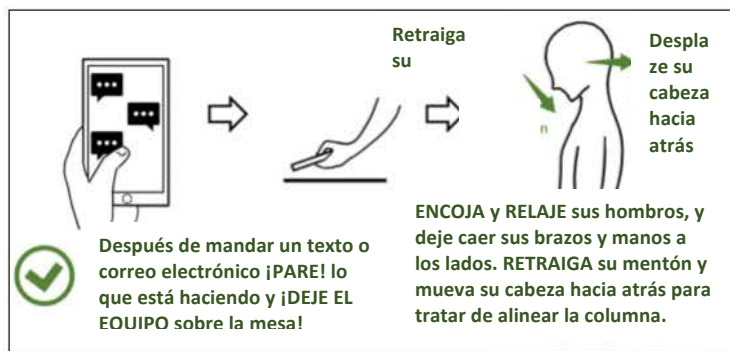 Retraiga
su
Despla
ze su
cabeza
hacia
atrás
n
Después de mandar un texto o
correo electrónico ¡PARE! lo
que está haciendo y ¡DEJE EL
EQUIPO sobre la mesa!
ENCOJA y RELAJE sus hombros, y
deje caer sus brazos y manos a
los lados. RETRAIGA su mentón y
mueva su cabeza hacia atrás para
tratar de alinear la columna.